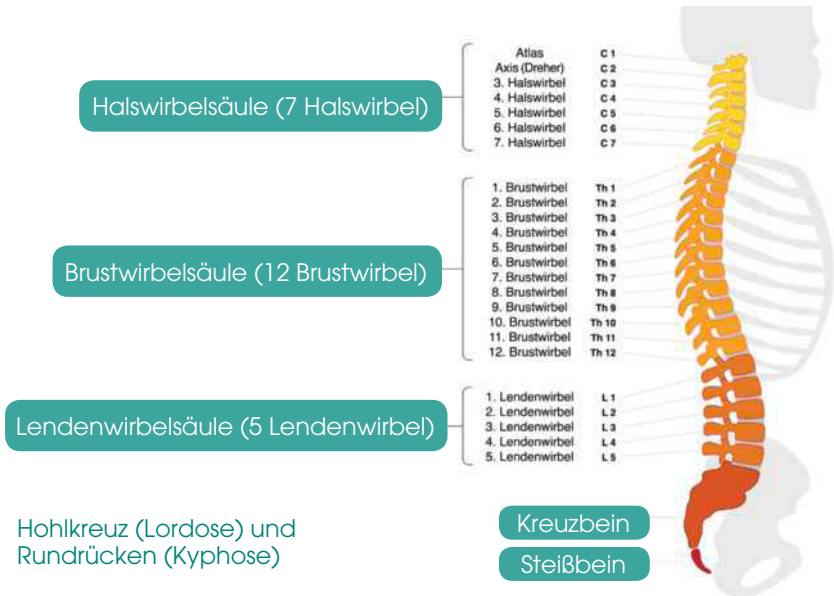 Halswirbelsäule (7 Halswirbel)
Atlas C 1
Axis (Dreher) C 2
3. Halswirbel C 3
4. Halswirbel C 4
5. Halswirbel C 5
6. Halswirbel C 6
7. Halswirbel C 7
Brustwirbelsäule (12 Brustwirbel)
1. Brustwirbel Th 1
2. Brustwirbel Th 2
3. Brustwirbel Th 3
4. Brustwirbel Th 4
5. Brustwirbel Th 5
6. Brustwirbel Th 6
7. Brustwirbel Th 7
8. Brustwirbel Th 8
9. Brustwirbel Th 9
10. Brustwirbel Th 10
11. Brustwirbel Th 11
12. Brustwirbel Th 12
Lendenwirbelsäule (5 Lendenwirbel)
1. Lendenwirbel L 1
2. Lendenwirbel L 2
3. Lendenwirbel L 3
4. Lendenwirbel L 4
5. Lendenwirbel L 5
Hohlkreuz (Lordose) und
Rundrücken (Kyphose)
Kreuzbein
Steißbein